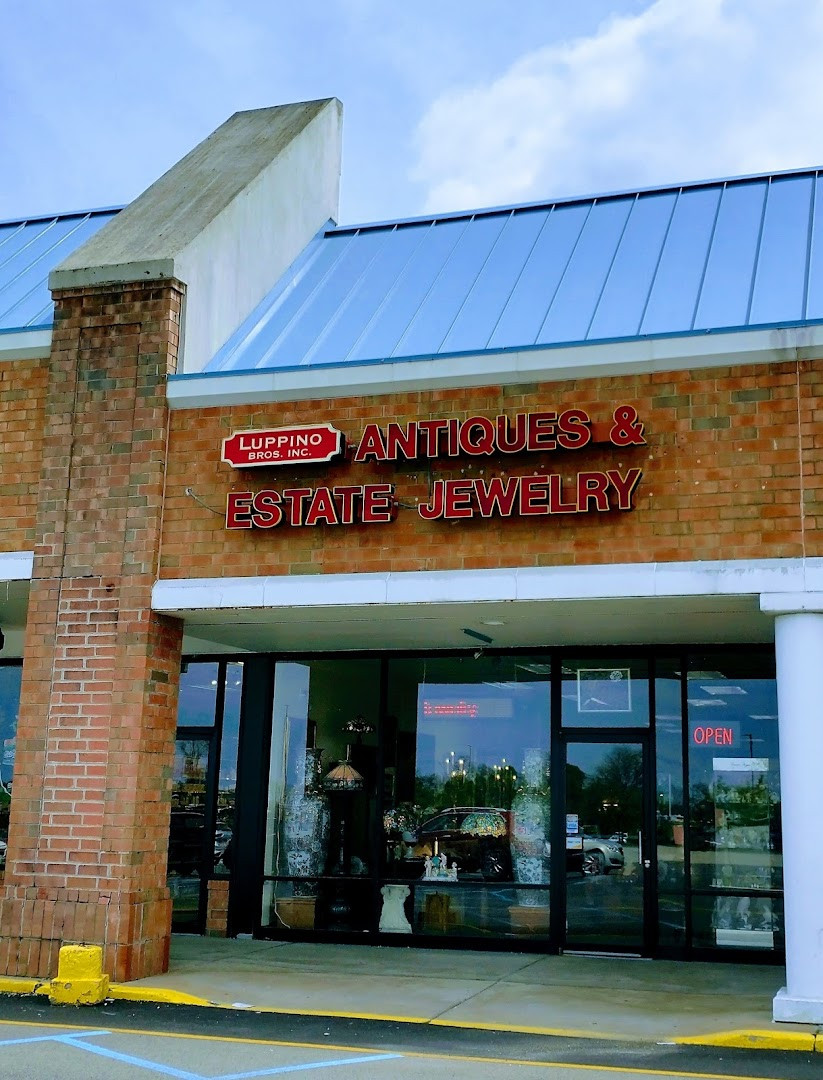 LUPPINO
BROS. INC.
ANTIQUES &
ESTATE JEWELRY
OPEN